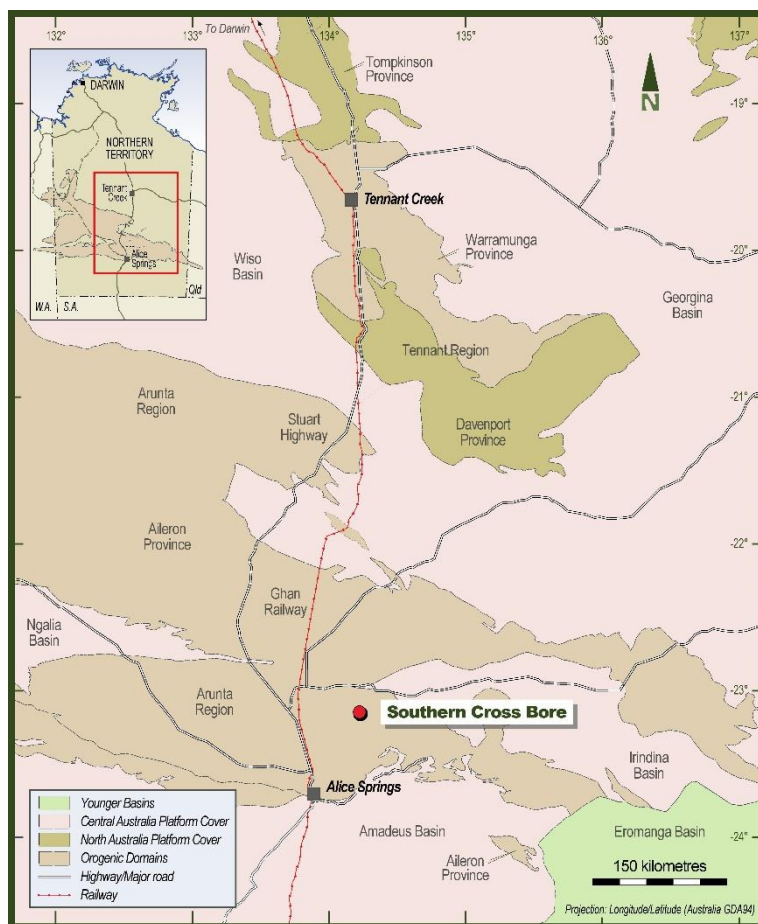 132°
133°
134°
135°
136°
137°
To Darwin
Tompkinson
Province
-19°
N
DARWIN
NORTHERN
TERRITORY
Tennant
Creek
Alice
Springs
W.A.
S.A.
Qld
Tennant Creek
Wiso
Basin
Warramunga
Province
-20°
Georgina
Basin
Tennant Region
Arunta
Region
Stuart
Highway
Davenport
Province
-21°
Aileron
Province
-22°
Ghan
Railway
Ngalia
Basin
Arunta
Region
-23°
Southern Cross Bore
Irindina
Basin
Alice Springs
Amadeus Basin
Eromanga Basin
-24°
Aileron
Province
Younger Basins
Central Australia Platform Cover
North Australia Platform Cover
Orogenic Domains
Highway/Major road
Railway
150 kilometres
Projection: Longitude/Latitude (Australia GDA94)